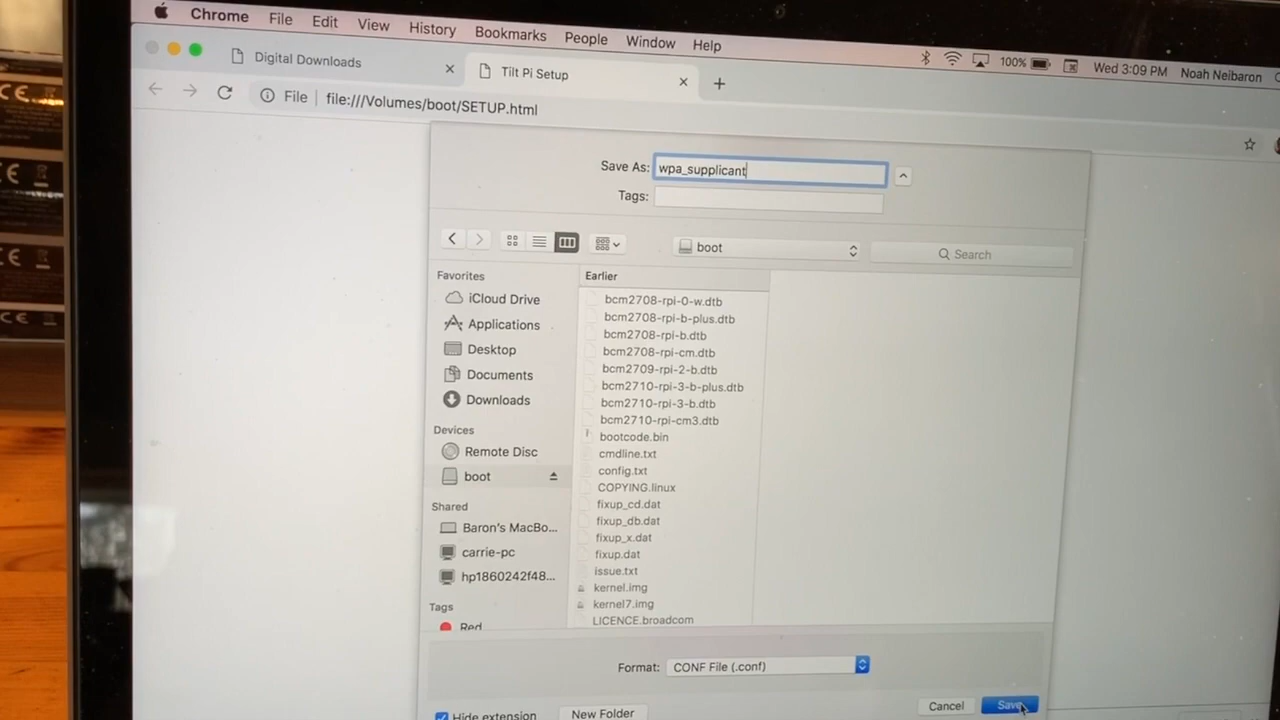 Chrome File Edit View History Bookmarks People Window Help 100% Wed 3:09 PM Noah Neibaron
Digital Downloads Tilt Pi Setup
File file:///Volumes/boot/SETUP.html
Save As: wpa_supplicant
Tags:
boot Search
Favorites
iCloud Drive
Applications
Desktop
Documents
Downloads
Devices
Remote Disc
boot
Shared
Baron's MacBo...
carrie-pc
hp1860242f48...
Tags
Red
Earlier
bcm2708-rpi-0-w.dtb
bcm2708-rpi-b-plus.dtb
bcm2708-rpi-b.dtb
bcm2708-rpi-cm.dtb
bcm2709-rpi-2-b.dtb
bcm2710-rpi-3-b-plus.dtb
bcm2710-rpi-3-b.dtb
bcm2710-rpi-cm3.dtb
bootcode.bin
cmdline.txt
config.txt
COPYING.linux
fixup_cd.dat
fixup_db.dat
fixup_x.dat
fixup.dat
issue.txt
kernel.img
kernel7.img
LICENCE.broadcom
Format: CONF File (.conf)
Hide extension New Folder Cancel Save
CE
CE
CE
CE